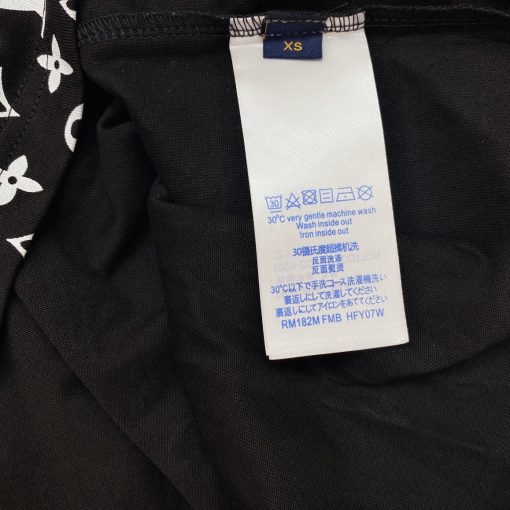 XS
30
30°C very gentle machine wash
Wash inside out
Iron inside out
30摄氏度超揉机洗
反面洗涤
反面熨烫
30℃以下で手洗コース洗濯機洗い
裏返しにして洗濯してください
裏返しにしてアイロンをあててください
RM182M FMB HFY07W